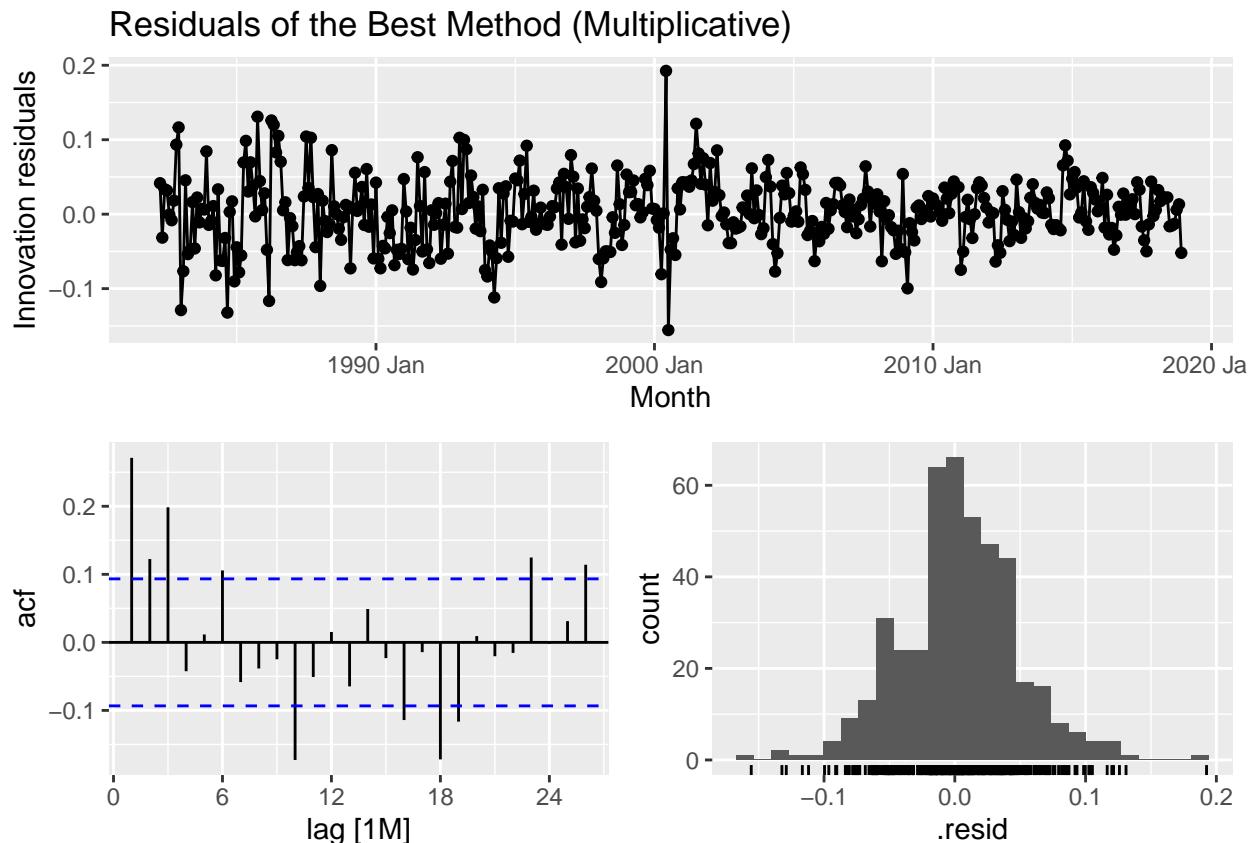 Residuals of the Best Method (Multiplicative)
Innovation residuals
0.2
0.1
0.0
−0.1
1990 Jan
2000 Jan
2010 Jan
2020 Ja
Month
acf
0.2
0.1
0.0
−0.1
0
6
12
18
24
lag [1M]
count
60
40
20
0
−0.1
0.0
0.1
0.2
.resid